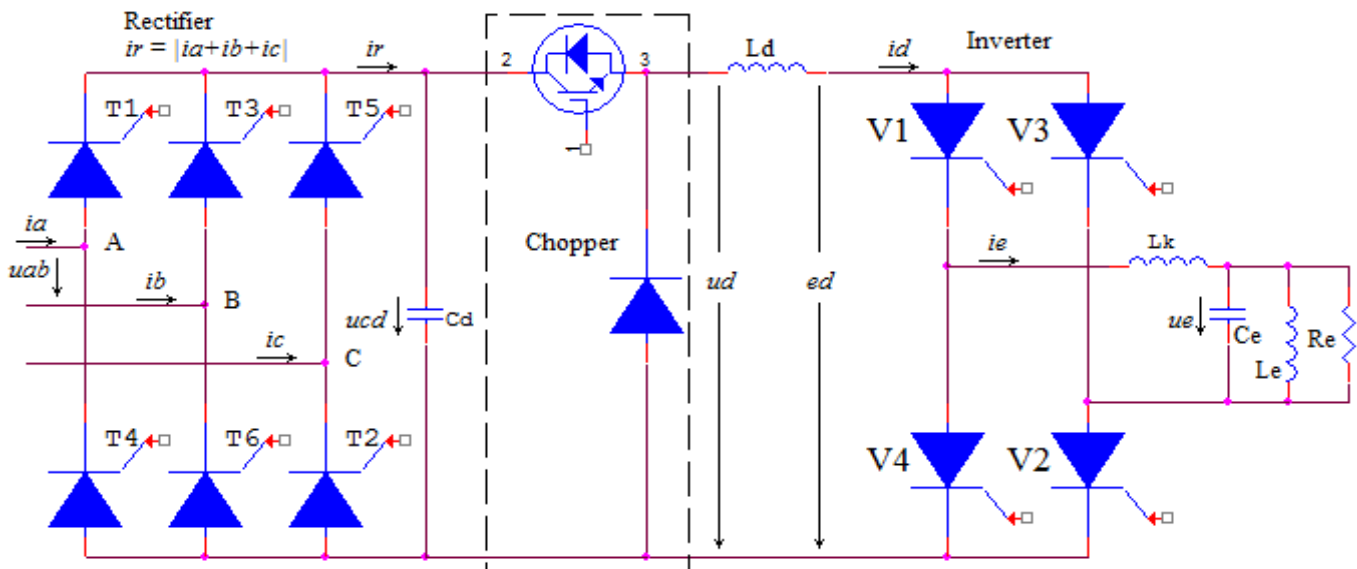 Rectifier
ir = |ia+ib+ic|
ir
2
3
Ld
id
Inverter
T1
T3
T5
V1
V3
1
ia
A
uab
ib
B
ic
C
ucd
Cd
Chopper
ud
ed
ie
Lk
ue
Ce
Le
Re
T4
T6
T2
V4
V2